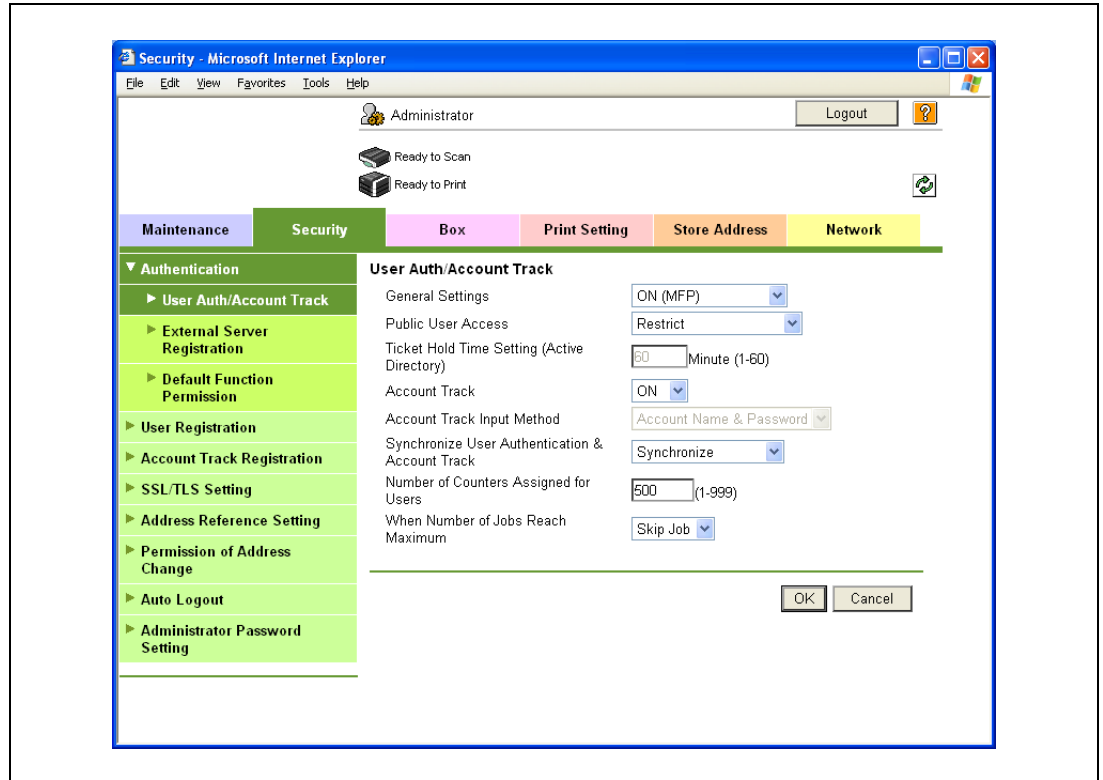 Security - Microsoft Internet Explorer
File Edit View Favorites Tools Help
Administrator
Logout
?
Ready to Scan
Ready to Print
Maintenance Security Box Print Setting Store Address Network
Authentication
User Auth/Account Track
External Server
Registration
Default Function
Permission
User Registration
Account Track Registration
SSL/TLS Setting
Address Reference Setting
Permission of Address
Change
Auto Logout
Administrator Password
Setting
User Auth/Account Track
General Settings ON (MFP)
Public User Access Restrict
Ticket Hold Time Setting (Active
Directory) 60 Minute (1-60)
Account Track ON
Account Track Input Method Account Name & Password
Synchronize User Authentication &
Account Track Synchronize
Number of Counters Assigned for
Users 500 (1-999)
When Number of Jobs Reach
Maximum Skip Job
OK Cancel